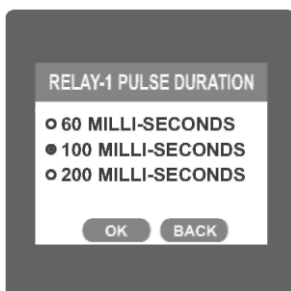 RELAY-1 PULSE DURATION
60 MILLI-SECONDS
100 MILLI-SECONDS
200 MILLI-SECONDS
OK BACK